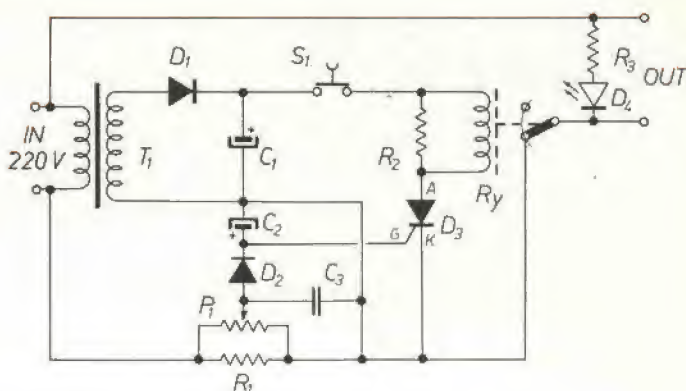 D1
S1.
R3
OUT
D4
IN
220 V
T1
+
C1
R2
Ry
A
G
K
D3
+
C2
D2
C3
P1
R1